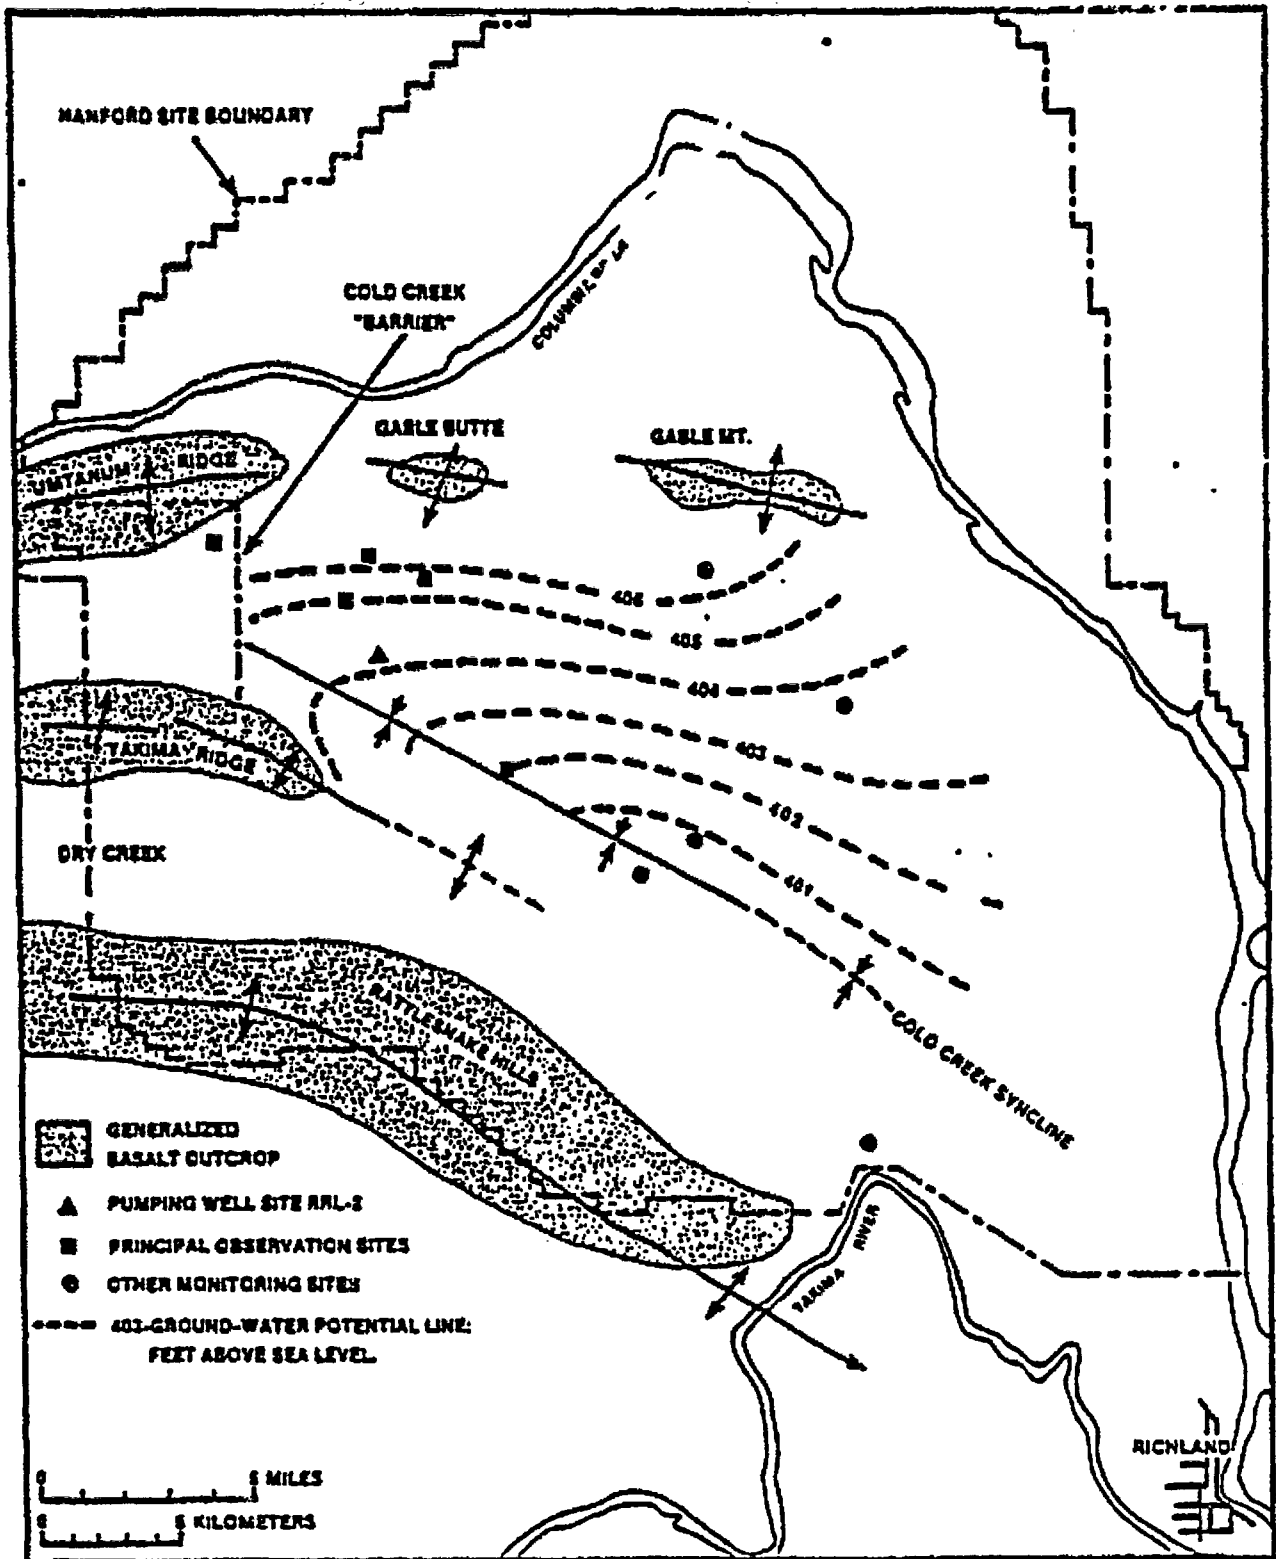 HANFORD SITE BOUNDARY
COLD CREEK
"BARRIER"
COLUMBIA
GABLE BUTTE
GABLE MT.
UMTANUM RIDGE
406
405
404
403
402
401
YAKIMA RIDGE
DRY CREEK
RATTLESNAKE HILLS
COLD CREEK SYNCLINE
GENERALIZED
BASALT OUTCROP
PUMPING WELL SITE RRL-2
PRINCIPAL OBSERVATION SITES
OTHER MONITORING SITES
403-GROUND-WATER POTENTIAL LINE:
FEET ABOVE SEA LEVEL.
YAKIMA RIVER
RICHLAND
0 5 MILES
0 5 KILOMETERS